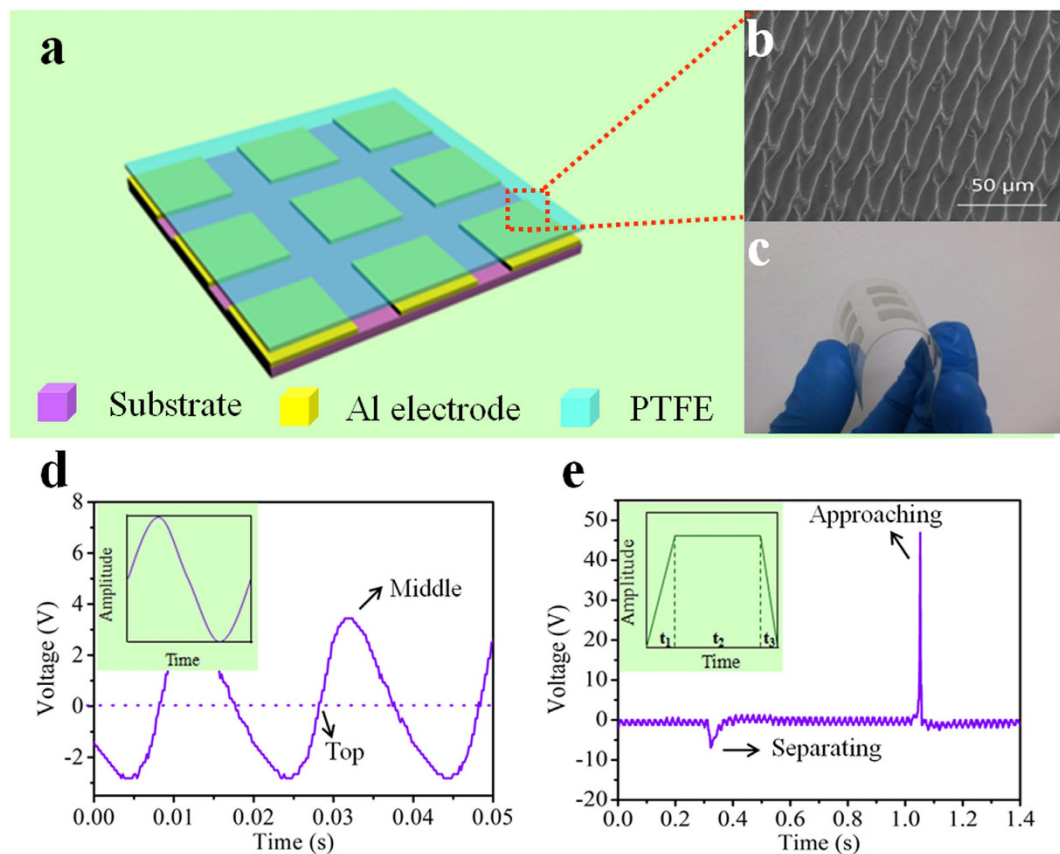 a
b
50 µm
c
Substrate
Al electrode
PTFE
d
Voltage (V)
8
6
4
2
0
-2
0.00
0.01
0.02
0.03
0.04
0.05
Time (s)
Amplitude
Time
Middle
Top
e
Voltage (V)
50
40
30
20
10
0
-10
-20
0.0
0.2
0.4
0.6
0.8
1.0
1.2
1.4
Time (s)
Amplitude
t1
t2
t3
Time
Approaching
Separating